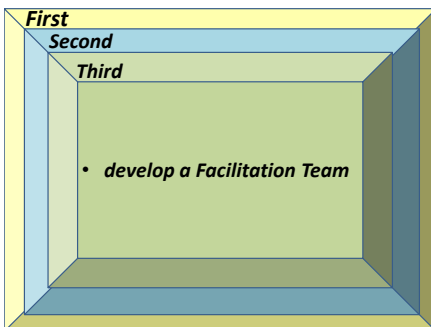 First
Second
Third
• develop a Facilitation Team